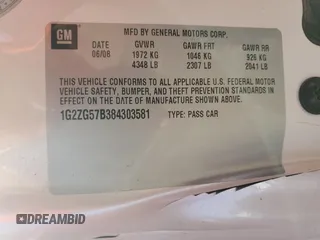 GM
MFD BY GENERAL MOTORS CORP.
DATE GVWR GAWR FRT GAWR RR
06/08 1972 KG 1046 KG 926 KG
4348 LB 2307 LB 2041 LB
THIS VEHICLE CONFORMS TO ALL APPLICABLE U.S. FEDERAL MOTOR
VEHICLE SAFETY, BUMPER, AND THEFT PREVENTION STANDARDS IN
EFFECT ON THE DATE OF MANUFACTURE SHOWN ABOVE.
1G2ZG57B384303581 TYPE: PASS CAR
DREAMBID